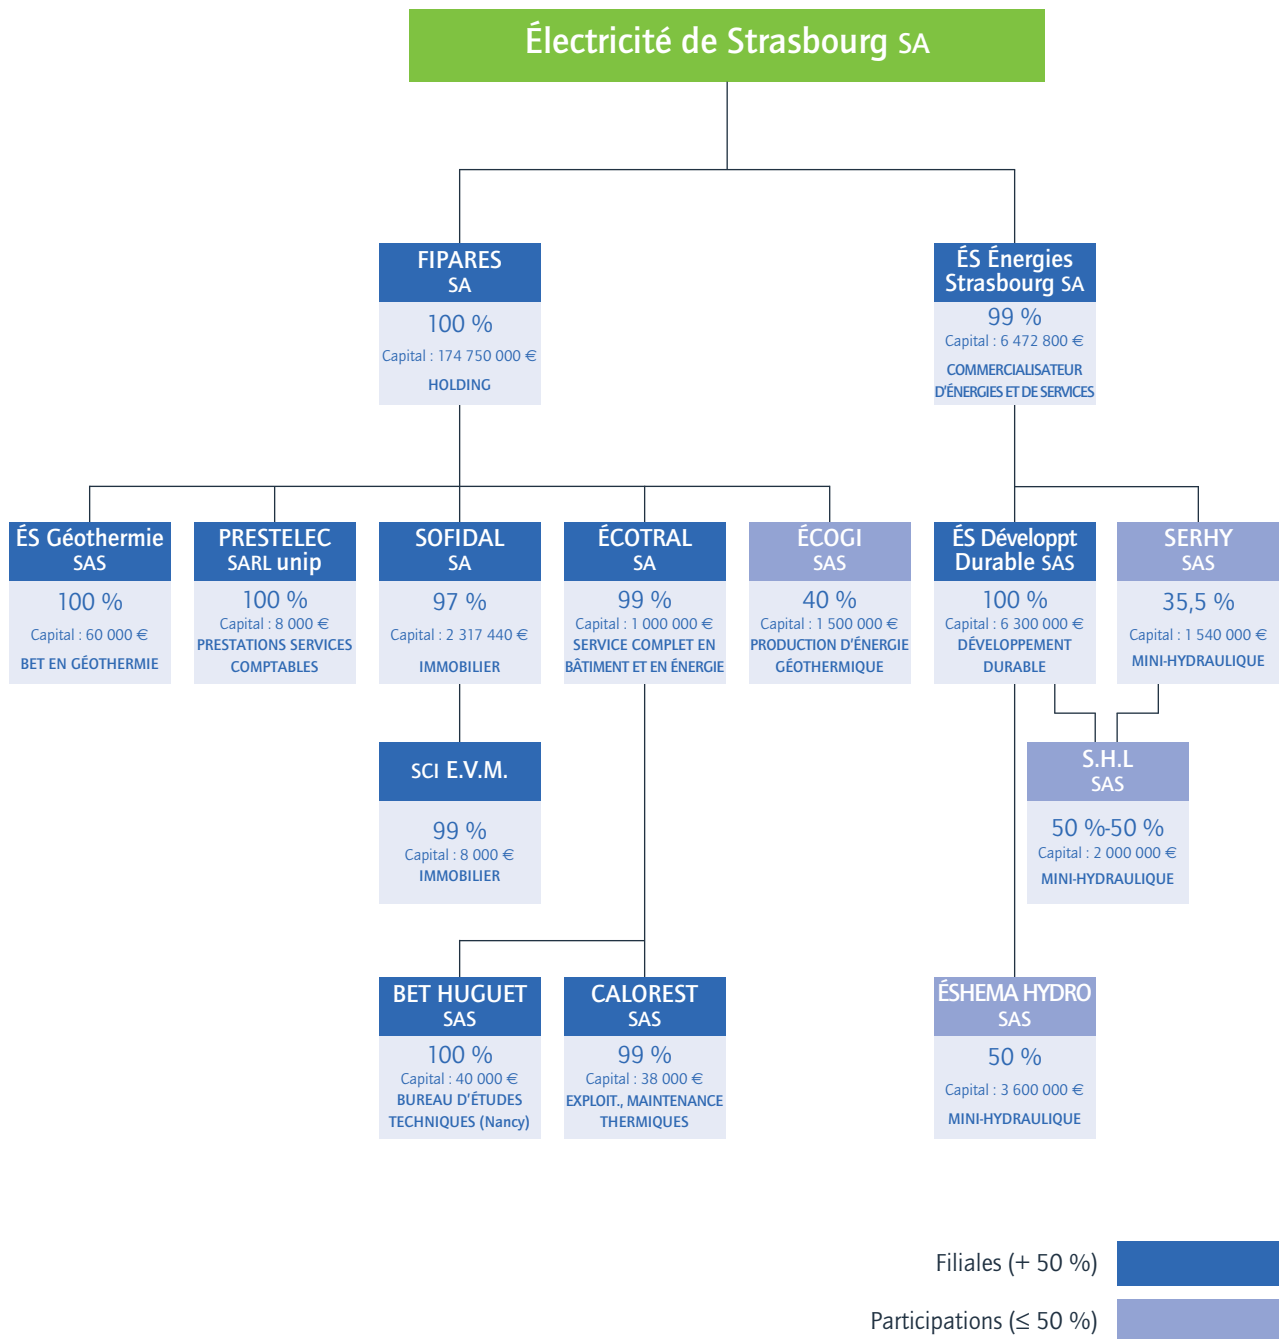 Électricité de Strasbourg SA
FIPARES
SA
100 %
Capital : 174 750 000 €
HOLDING
ÉS Énergies
Strasbourg SA
99 %
Capital : 6 472 800 €
COMMERCIALISATEUR
D'ÉNERGIES ET DE SERVICES
ÉS Géothermie
SAS
100 %
Capital : 60 000 €
BET EN GÉOTHERMIE
PRESTELEC
SARL unip
100 %
Capital : 8 000 €
PRESTATIONS SERVICES
COMPTABLES
SOFIDAL
SA
97 %
Capital : 2 317 440 €
IMMOBILIER
ÉCOTRAL
SA
99 %
Capital : 1 000 000 €
SERVICE COMPLET EN
BÂTIMENT ET EN ÉNERGIE
ÉCOGI
SAS
40 %
Capital : 1 500 000 €
PRODUCTION D'ÉNERGIE
GÉOTHERMIQUE
ÉS Développt
Durable SAS
100 %
Capital : 6 300 000 €
DÉVELOPPEMENT
DURABLE
SERHY
SAS
35,5 %
Capital : 1 540 000 €
MINI-HYDRAULIQUE
SCI E.V.M.
99 %
Capital : 8 000 €
IMMOBILIER
S.H.L
SAS
50 %-50 %
Capital : 2 000 000 €
MINI-HYDRAULIQUE
BET HUGUET
SAS
100 %
Capital : 40 000 €
BUREAU D'ÉTUDES
TECHNIQUES (Nancy)
CALOREST
SAS
99 %
Capital : 38 000 €
EXPLOIT., MAINTENANCE
THERMIQUES
ÉSHEMA HYDRO
SAS
50 %
Capital : 3 600 000 €
MINI-HYDRAULIQUE
Filiales (+ 50 %)
Participations (≤ 50 %)